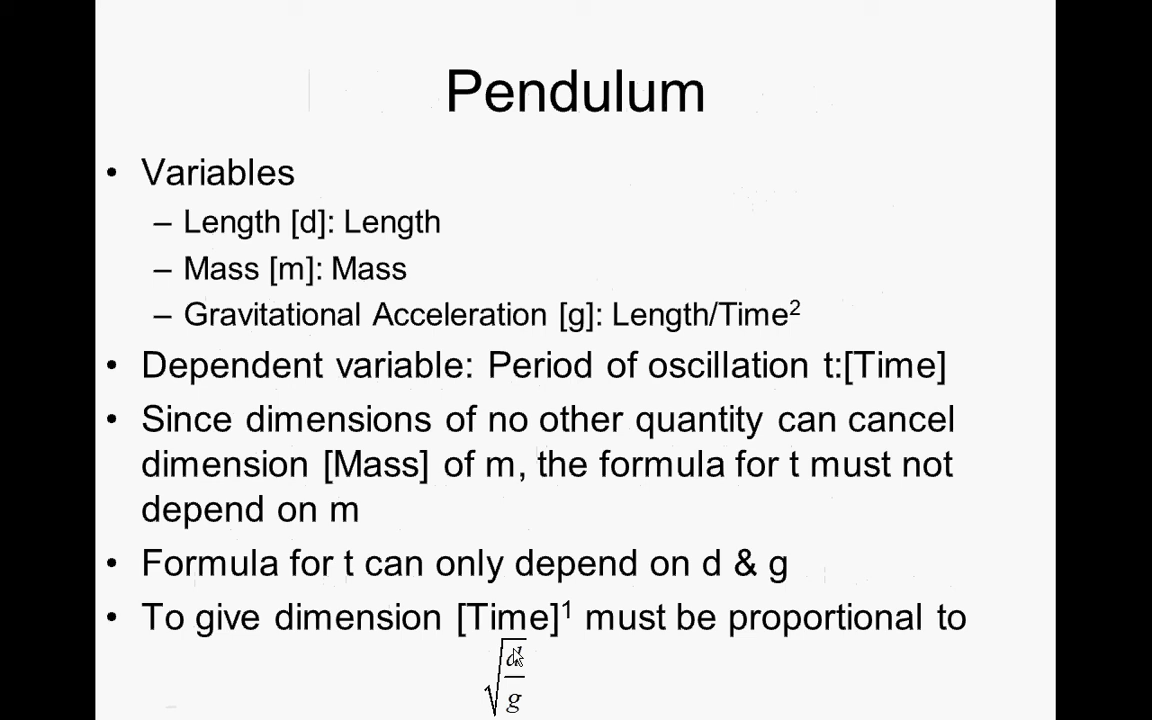 Pendulum
• Variables
– Length [d]: Length
– Mass [m]: Mass
– Gravitational Acceleration [g]: Length/Time²
• Dependent variable: Period of oscillation t:[Time]
• Since dimensions of no other quantity can cancel
dimension [Mass] of m, the formula for t must not
depend on m
• Formula for t can only depend on d & g
• To give dimension [Time]¹ must be proportional to
√(d/g)